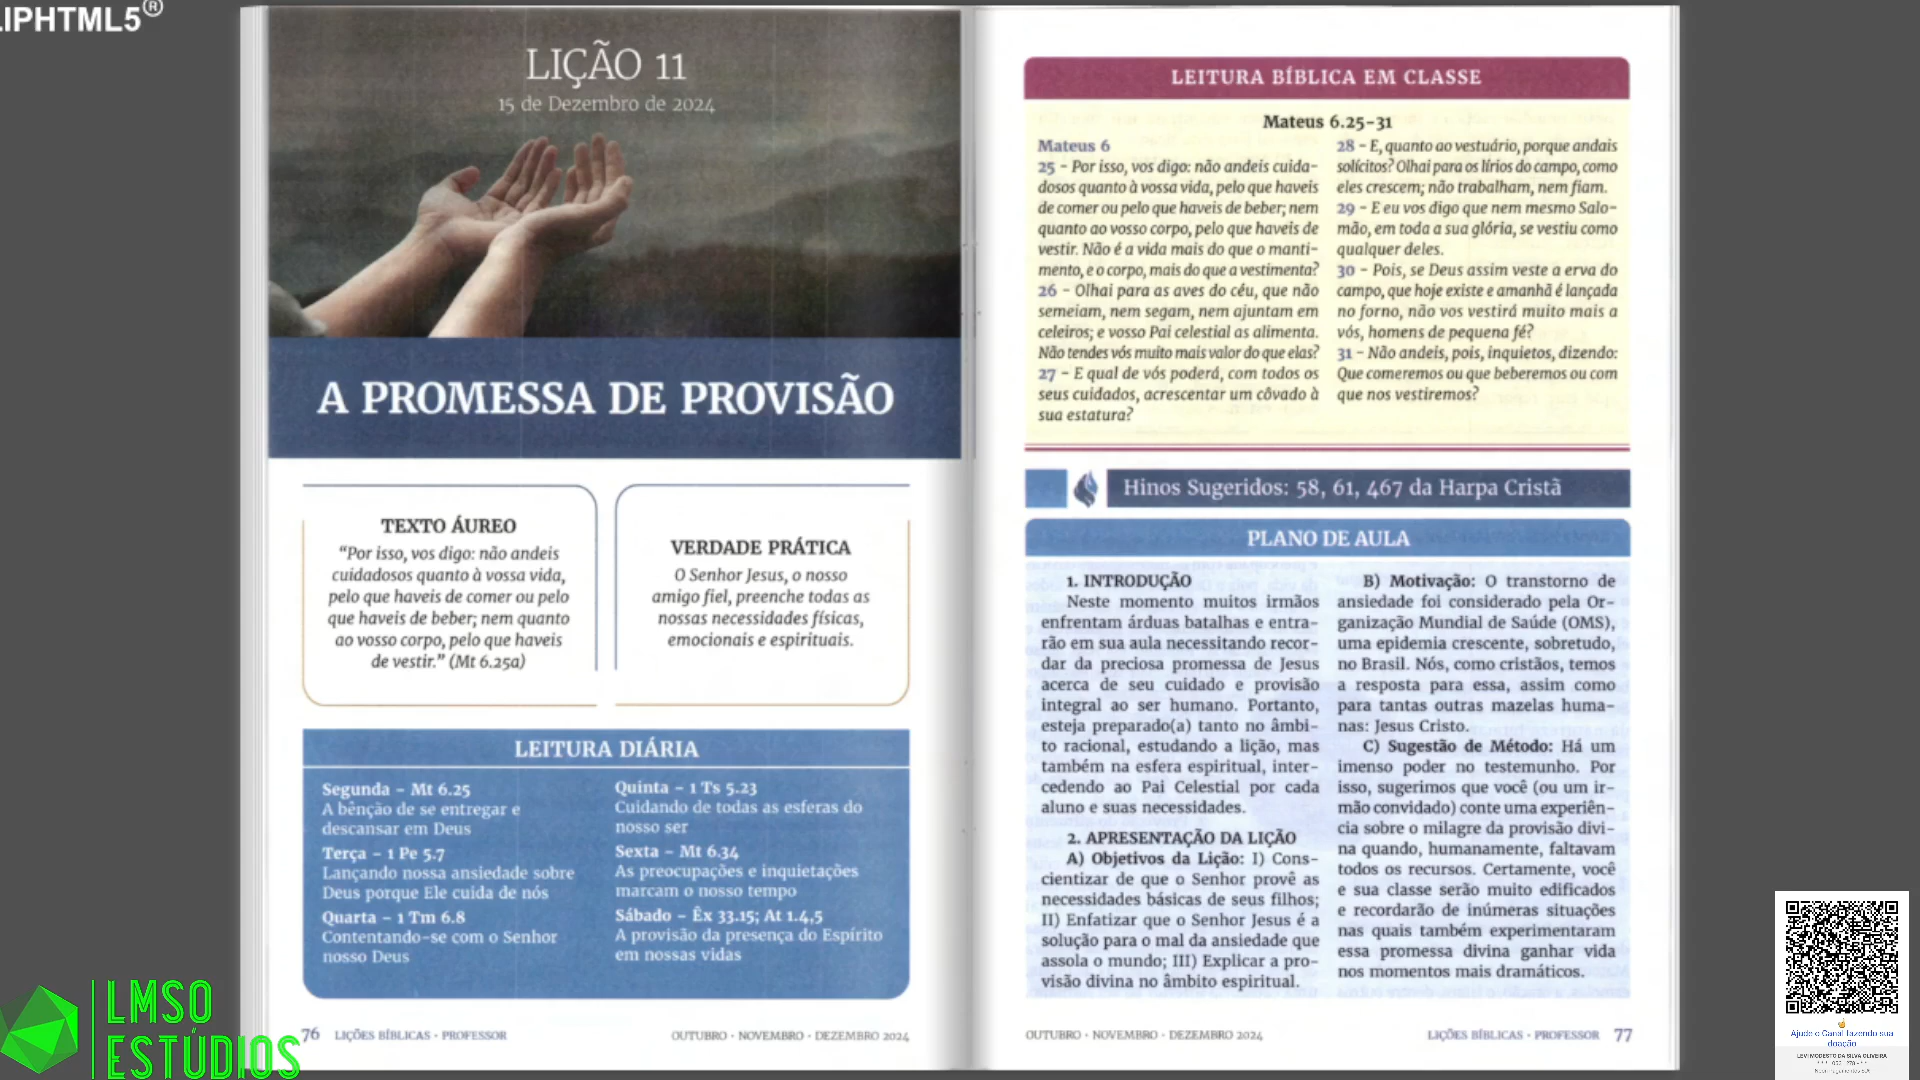 LIPHTML5®
LIÇÃO 11
15 de Dezembro de 2024
A PROMESSA DE PROVISÃO
TEXTO ÁUREO
“Por isso, vos digo: não andeis
cuidadosos quanto à vossa vida,
pelo que haveis de comer ou pelo
que haveis de beber; nem quanto
ao vosso corpo, pelo que haveis
de vestir.” (Mt 6.25a)
VERDADE PRÁTICA
O Senhor Jesus, o nosso
amigo fiel, preenche todas as
nossas necessidades físicas,
emocionais e espirituais.
LEITURA DIÁRIA
Segunda – Mt 6.25
A bênção de se entregar e
descansar em Deus
Terça – 1 Pe 5.7
Lançando nossa ansiedade sobre
Deus porque Ele cuida de nós
Quarta – 1 Tm 6.8
Contentando-se com o Senhor
nosso Deus
Quinta – 1 Ts 5.23
Cuidando de todas as esferas do
nosso ser
Sexta – Mt 6.34
As preocupações e inquietações
marcam o nosso tempo
Sábado – Êx 33.15; At 1.4,5
A provisão da presença do Espírito
em nossas vidas
76 LIÇÕES BÍBLICAS · PROFESSOR
OUTUBRO · NOVEMBRO · DEZEMBRO 2024
LEITURA BÍBLICA EM CLASSE
Mateus 6.25-31
Mateus 6
25 - Por isso, vos digo: não andeis cuida-
dosos quanto à vossa vida, pelo que haveis
de comer ou pelo que haveis de beber; nem
quanto ao vosso corpo, pelo que haveis de
vestir. Não é a vida mais do que o manti-
mento, e o corpo, mais do que a vestimenta?
26 - Olhai para as aves do céu, que não
semeiam, nem segam, nem ajuntam em
celeiros; e vosso Pai celestial as alimenta.
Não tendes vós muito mais valor do que elas?
27 - E qual de vós poderá, com todos os
seus cuidados, acrescentar um côvado à
sua estatura?
28 - E, quanto ao vestuário, porque andais
solícitos? Olhai para os lírios do campo, como
eles crescem; não trabalham, nem fiam.
29 - E eu vos digo que nem mesmo Salo-
mão, em toda a sua glória, se vestiu como
qualquer deles.
30 - Pois, se Deus assim veste a erva do
campo, que hoje existe e amanhã é lançada
no forno, não vos vestirá muito mais a
vós, homens de pequena fé?
31 - Não andeis, pois, inquietos, dizendo:
Que comeremos ou que beberemos ou com
que nos vestiremos?
Hinos Sugeridos: 58, 61, 467 da Harpa Cristã
PLANO DE AULA
1. INTRODUÇÃO
Neste momento muitos irmãos
enfrentam árduas batalhas e entra-
rão em sua aula necessitando recor-
dar da preciosa promessa de Jesus
acerca de seu cuidado e provisão
integral ao ser humano. Portanto,
esteja preparado(a) tanto no âmbi-
to racional, estudando a lição, mas
também na esfera espiritual, inter-
cedendo ao Pai Celestial por cada
aluno e suas necessidades.
2. APRESENTAÇÃO DA LIÇÃO
A) Objetivos da Lição: I) Cons-
cientizar de que o Senhor provê as
necessidades básicas de seus filhos;
II) Enfatizar que o Senhor Jesus é a
solução para o mal da ansiedade que
assola o mundo; III) Explicar a pro-
visão divina no âmbito espiritual.
B) Motivação: O transtorno de
ansiedade foi considerado pela Or-
ganização Mundial de Saúde (OMS),
uma epidemia crescente, sobretudo,
no Brasil. Nós, como cristãos, temos
a resposta para essa, assim como
para tantas outras mazelas huma-
nas: Jesus Cristo.
C) Sugestão de Método: Há um
imenso poder no testemunho. Por
isso, sugerimos que você (ou um ir-
mão convidado) conte uma experiên-
cia sobre o milagre da provisão divi-
na quando, humanamente, faltavam
todos os recursos. Certamente, você
e sua classe serão muito edificados
e recordarão de inúmeras situações
nas quais também experimentaram
essa promessa divina ganhar vida
nos momentos mais dramáticos.
OUTUBRO · NOVEMBRO · DEZEMBRO 2024
LIÇÕES BÍBLICAS · PROFESSOR 77
LMSO
ESTÚDIOS
Ajude o Canal fazendo sua
doação
LEVI MODESTO DA SILVA OLIVEIRA